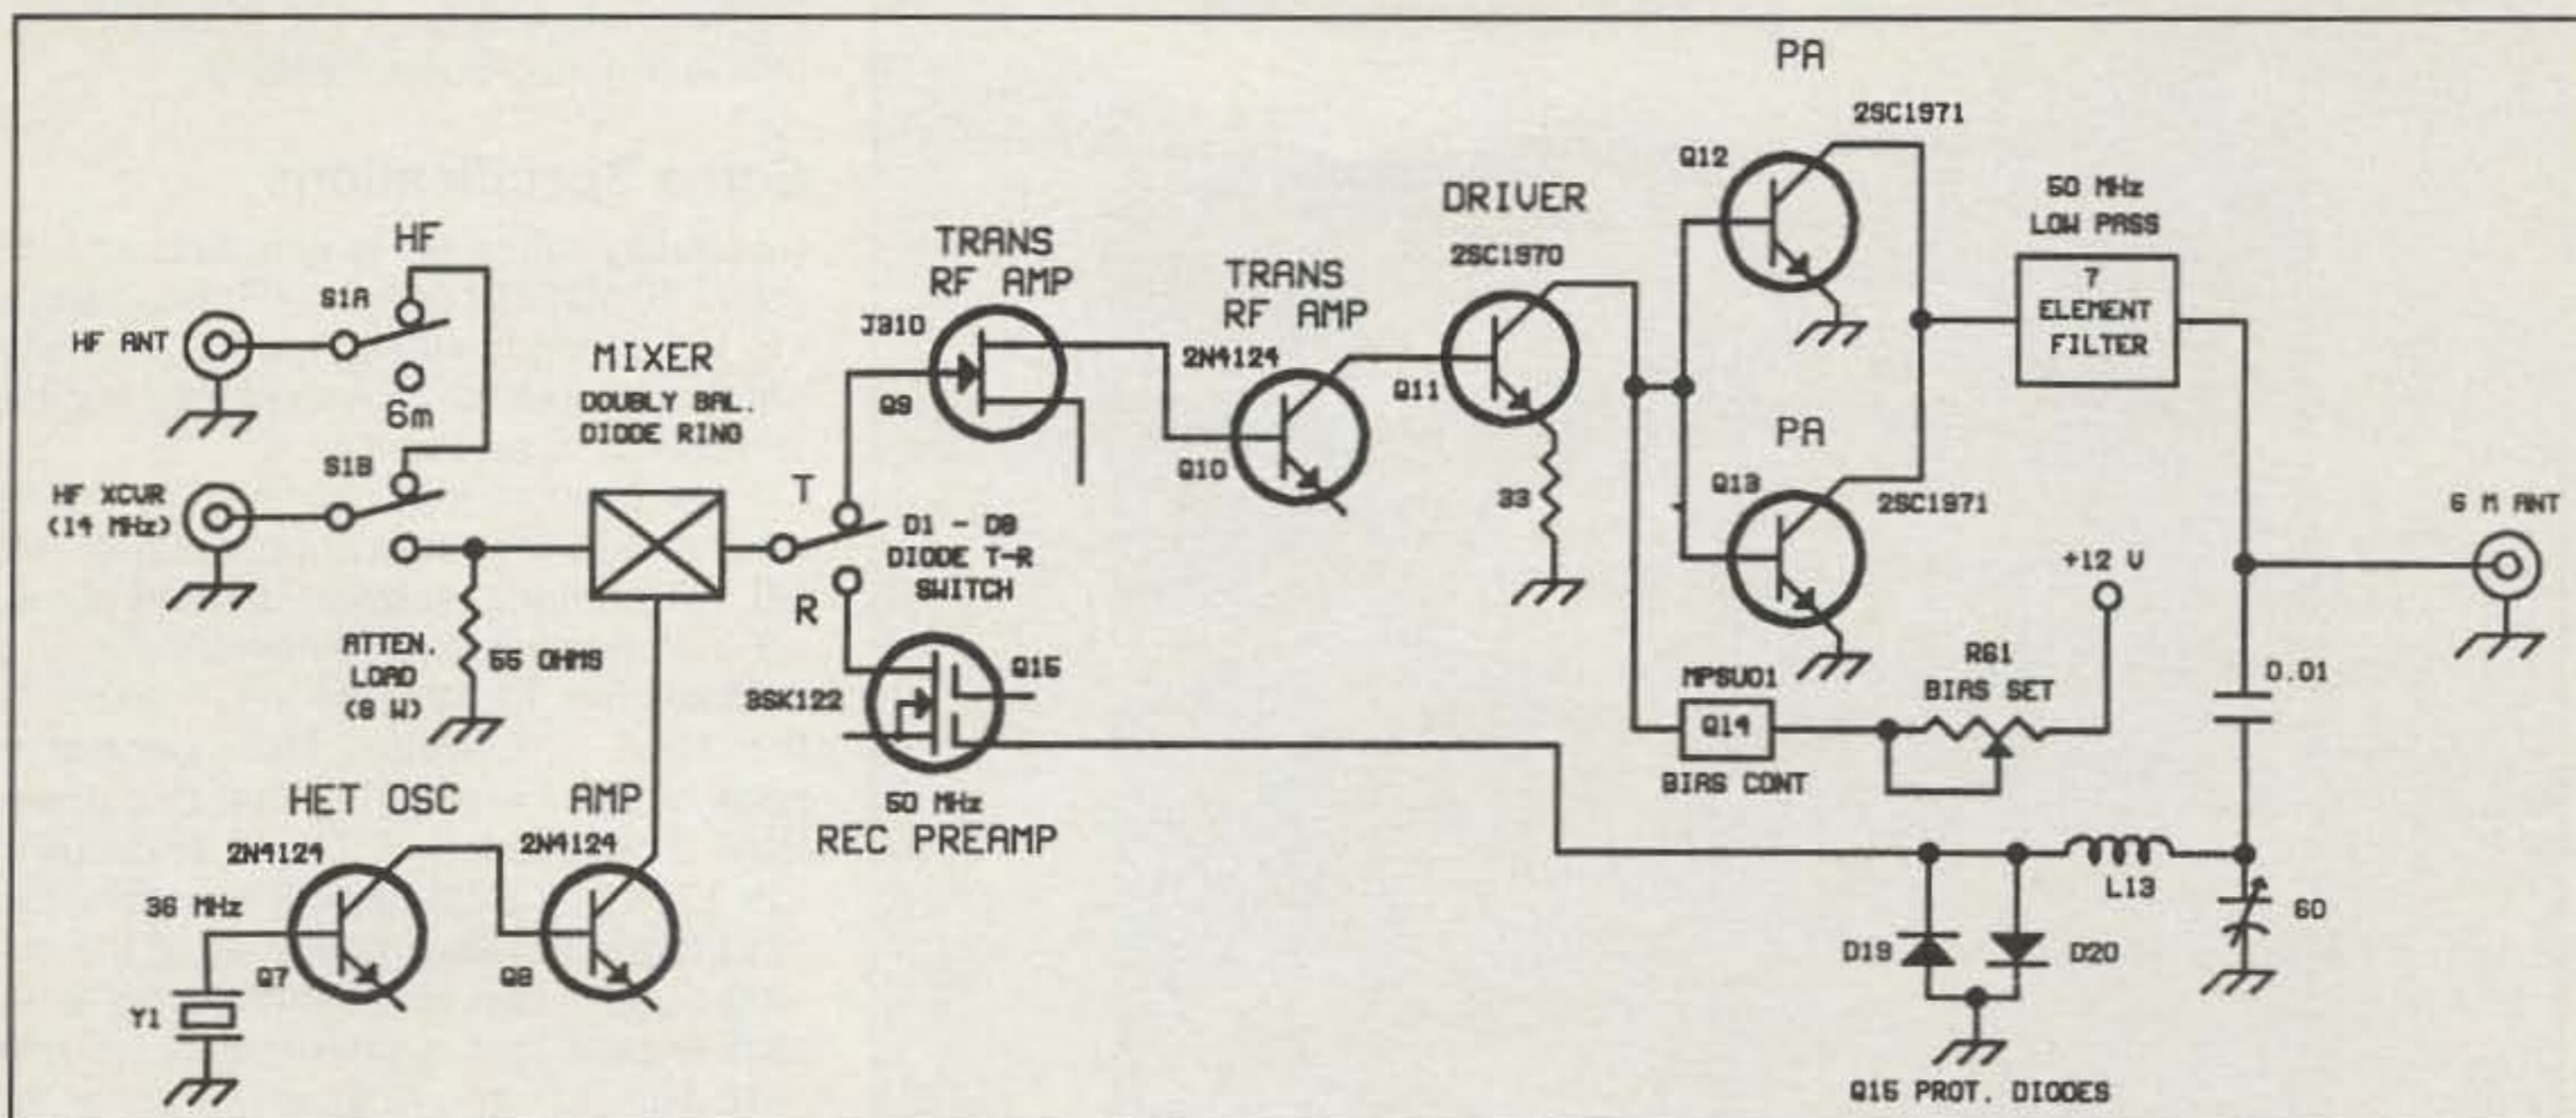 PA
2SC1971
Q12
DRIVER
2SC1970
50 MHz
LOW PASS
7
ELEMENT
FILTER
HF
S1A
HF ANT
6m
S1B
HF XCVR
(14 MHz)
ATTEN.
LOAD
(8 W)
55 OHMS
MIXER
DOUBLY BAL.
DIODE RING
TRANS
RF AMP
J310
Q9
TRANS
RF AMP
2N4124
Q10
Q11
33
T
R
D1 - D8
DIODE T-R
SWITCH
PA
Q13
2SC1971
+12 V
6 M ANT
R61
BIAS SET
MPSU01
Q14
BIAS CONT
0.01
3SK122
Q15
50 MHz
REC PREAMP
HET OSC
2N4124
AMP
2N4124
36 MHz
Q7
Q8
Y1
L13
60
D19
D20
Q15 PROT. DIODES